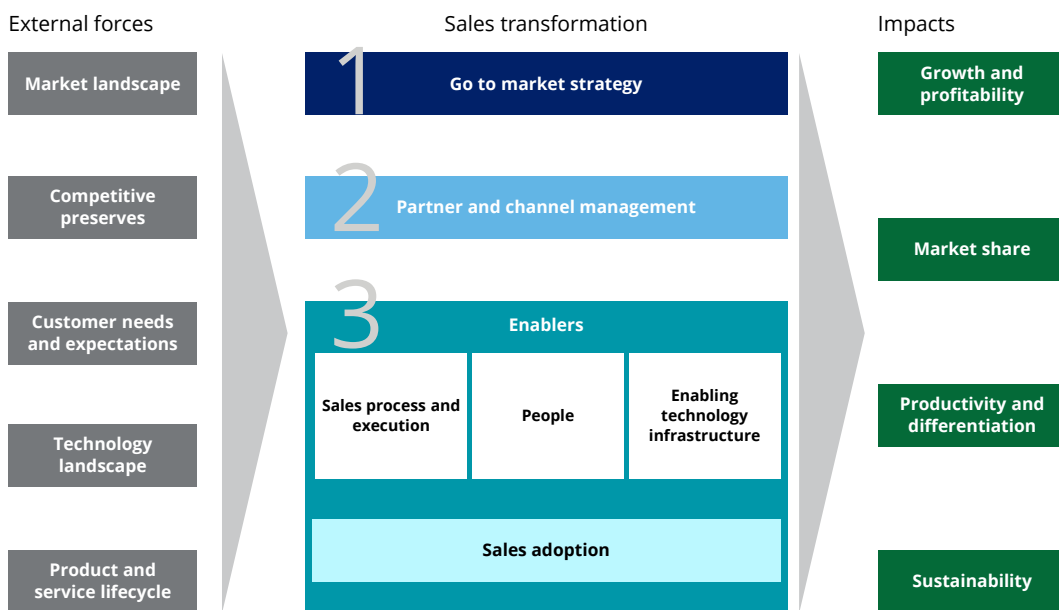 External forces
Market landscape
Competitive
preserves
Customer needs
and expectations
Technology
landscape
Product and
service lifecycle
Sales transformation
1
Go to market strategy
2
Partner and channel management
3
Enablers
Sales process and
execution
People
Enabling
technology
infrastructure
Sales adoption
Impacts
Growth and
profitability
Market share
Productivity and
differentiation
Sustainability